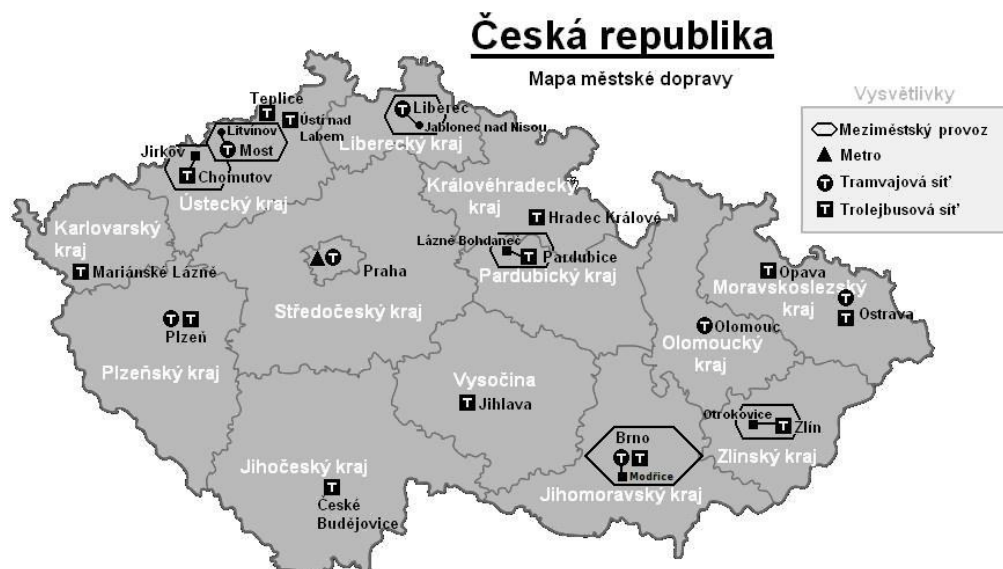 Česká republika
Mapa městské dopravy
Vysvětlivky
Meziměstský provoz
Metro
Tramvajová síť
Trolejbusová síť
Teplice
Ústí nad
Labem
Litvínov
Most
Jirkov
Chomutov
Ústecký kraj
Liberec
Jablonec nad Nisou
Liberecký kraj
Královéhradecký
kraj
Hradec Králové
Karlovarský
kraj
Mariánské Lázně
Praha
Středočeský kraj
Lázně Bohdaneč
Pardubice
Pardubický kraj
Opava
Moravskoslezský
kraj
Ostrava
Plzeň
Plzeňský kraj
Olomouc
Olomoucký
kraj
Vysočina
Jihlava
Otrokovice
Zlín
Zlínský kraj
Brno
Modřice
Jihomoravský kraj
Jihočeský kraj
České
Budějovice